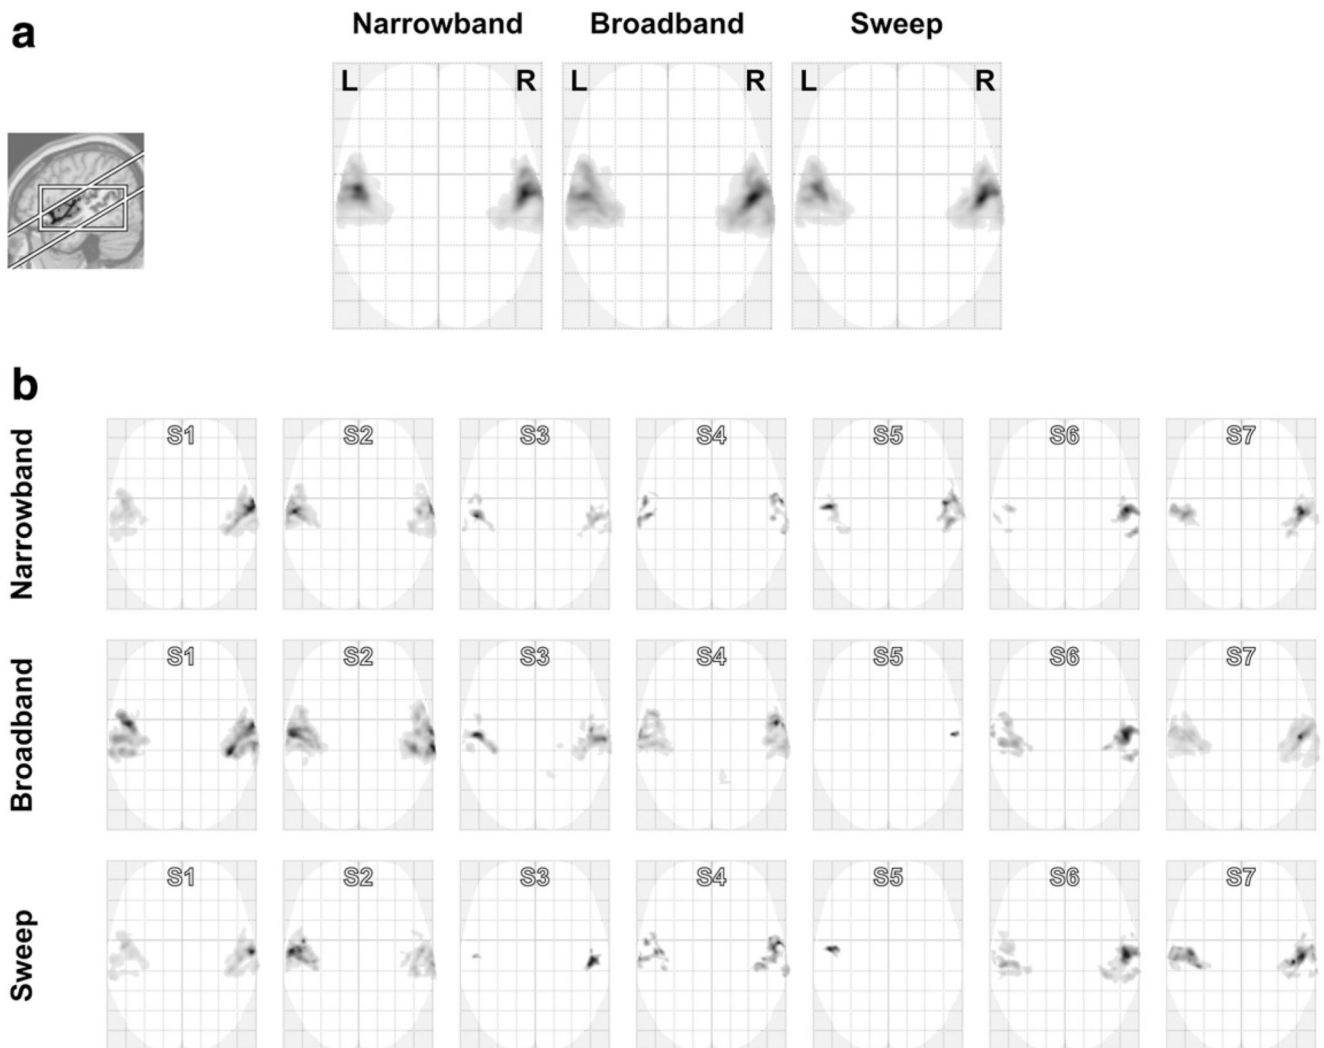 a
Narrowband Broadband Sweep
L R L R L R
b
Narrowband
S1 S2 S3 S4 S5 S6 S7
Broadband
S1 S2 S3 S4 S5 S6 S7
Sweep
S1 S2 S3 S4 S5 S6 S7